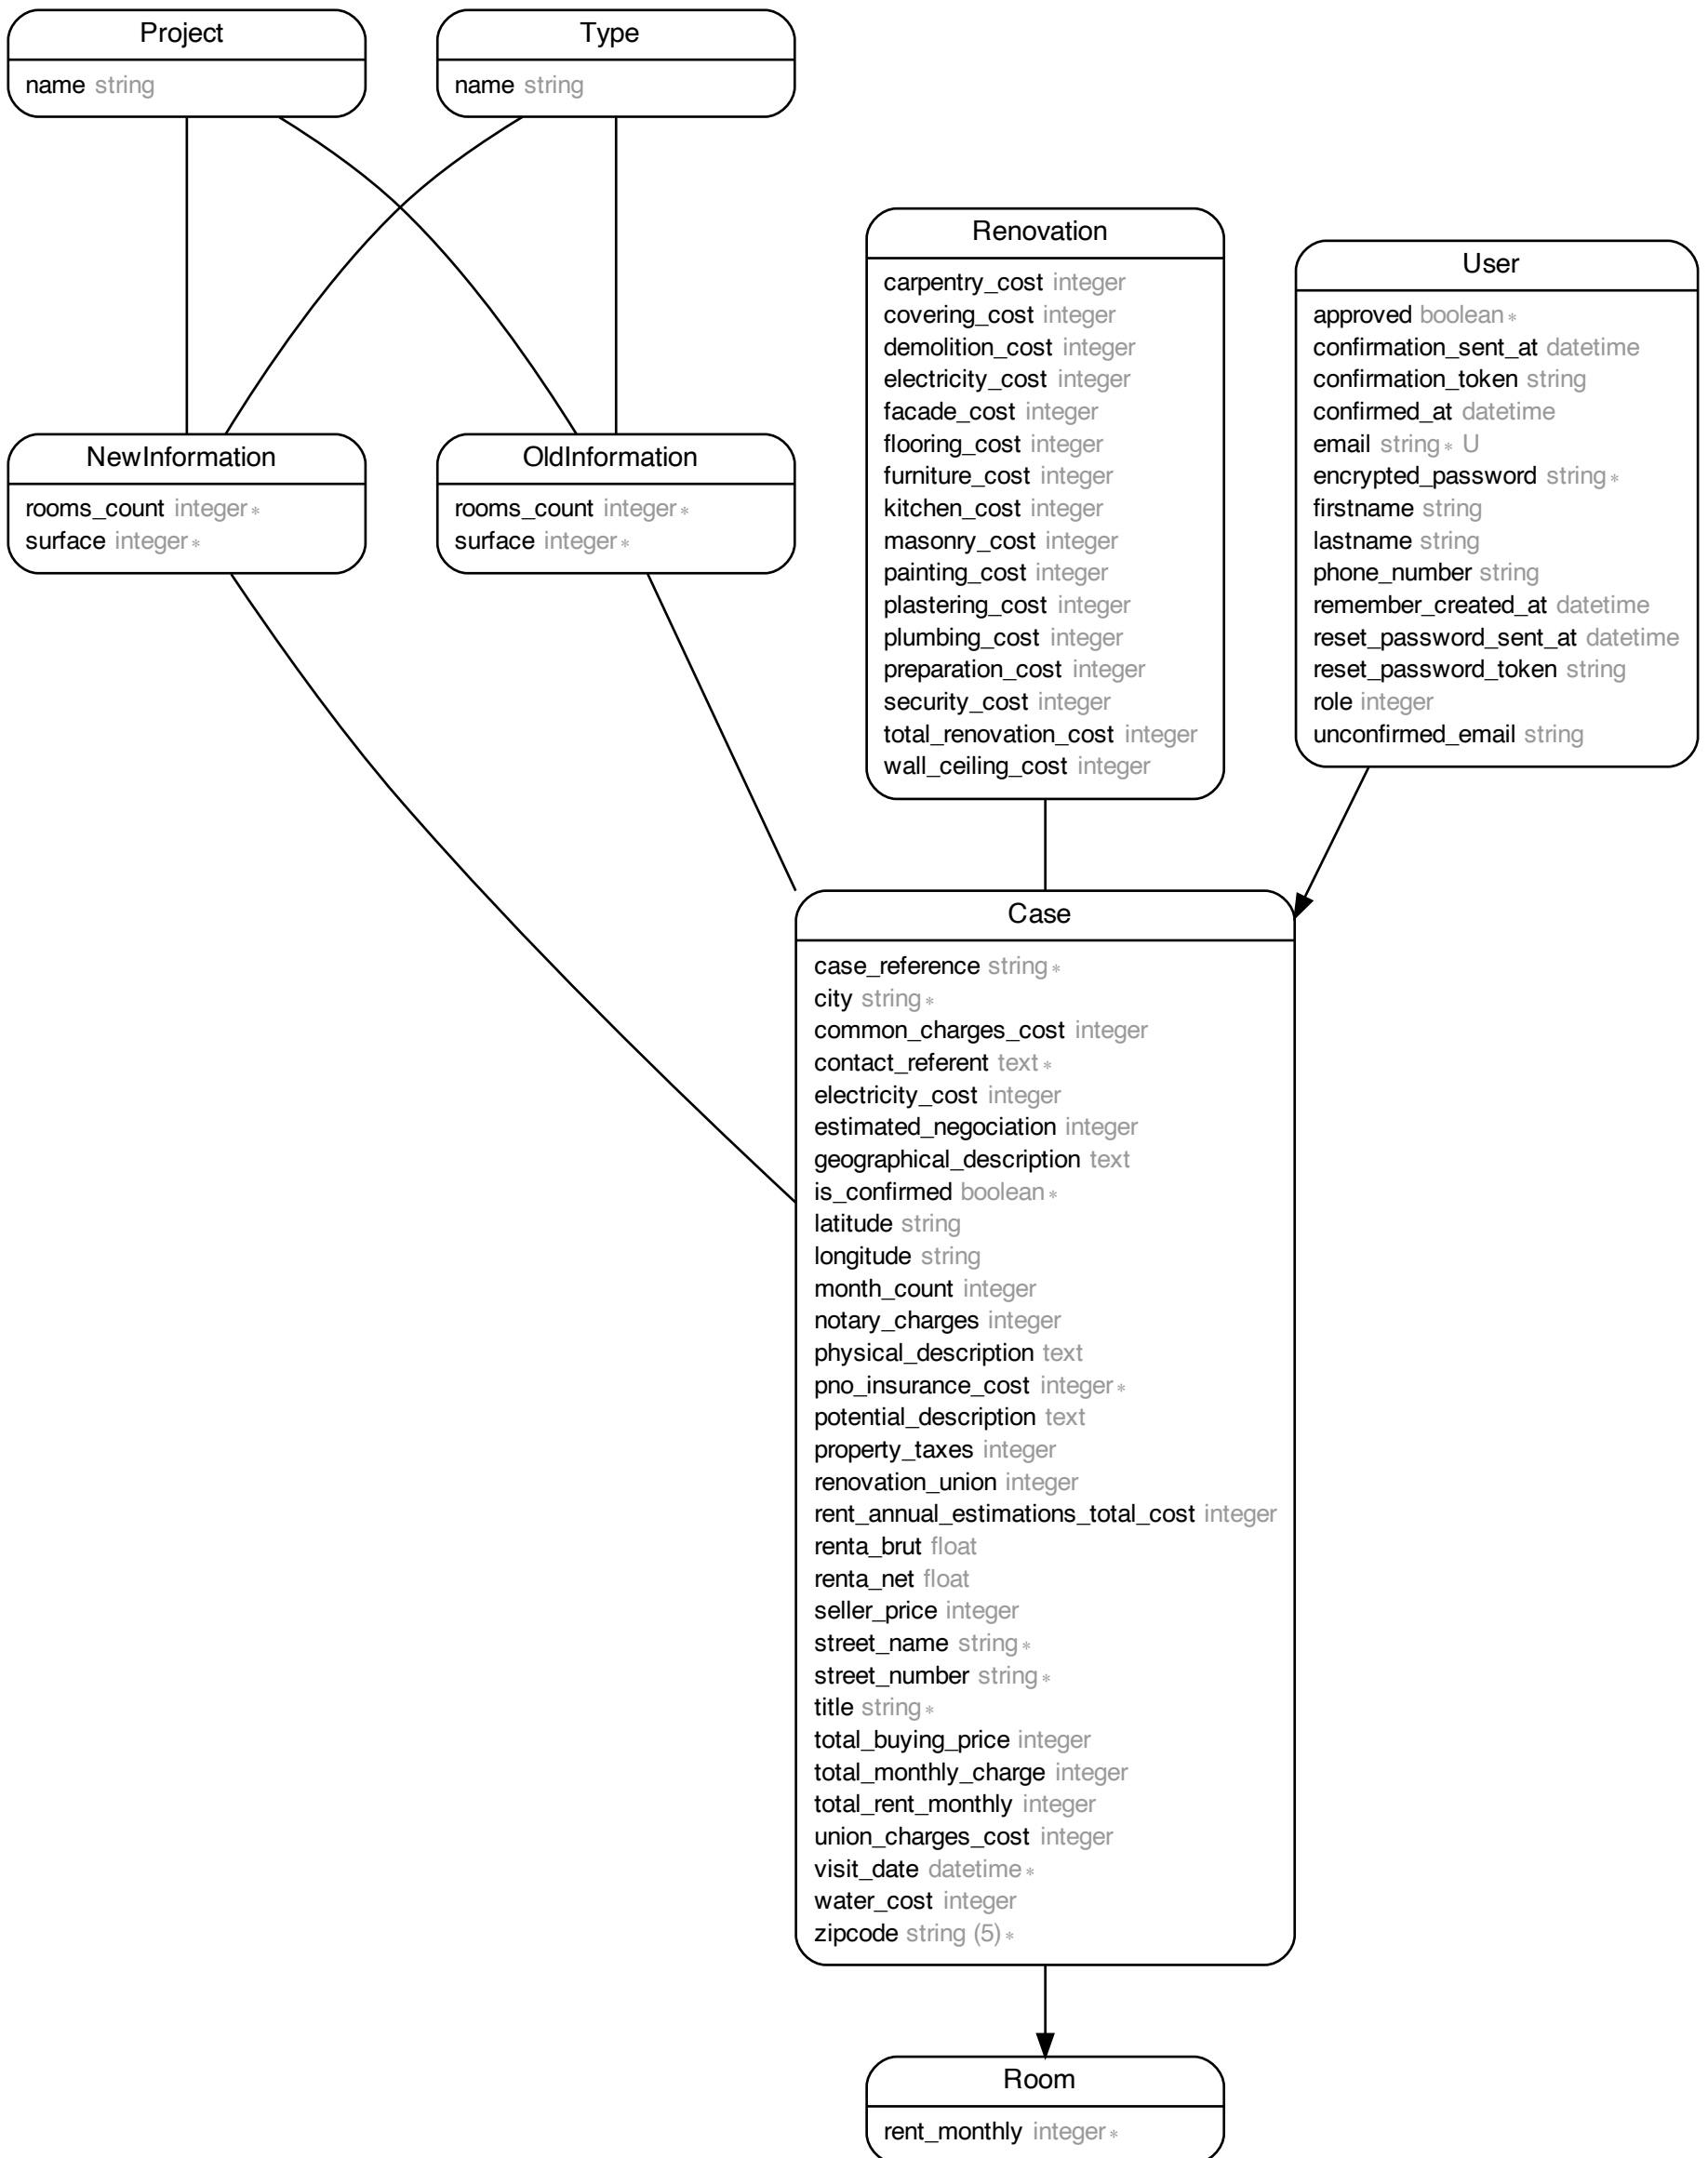 Project
name string
Type
name string
Renovation
carpentry_cost integer
covering_cost integer
demolition_cost integer
electricity_cost integer
facade_cost integer
flooring_cost integer
furniture_cost integer
kitchen_cost integer
masonry_cost integer
painting_cost integer
plastering_cost integer
plumbing_cost integer
preparation_cost integer
security_cost integer
total_renovation_cost integer
wall_ceiling_cost integer
User
approved boolean *
confirmation_sent_at datetime
confirmation_token string
confirmed_at datetime
email string * U
encrypted_password string *
firstname string
lastname string
phone_number string
remember_created_at datetime
reset_password_sent_at datetime
reset_password_token string
role integer
unconfirmed_email string
NewInformation
rooms_count integer *
surface integer *
OldInformation
rooms_count integer *
surface integer *
Case
case_reference string *
city string *
common_charges_cost integer
contact_referent text *
electricity_cost integer
estimated_negociation integer
geographical_description text
is_confirmed boolean *
latitude string
longitude string
month_count integer
notary_charges integer
physical_description text
pno_insurance_cost integer *
potential_description text
property_taxes integer
renovation_union integer
rent_annual_estimations_total_cost integer
renta_brut float
renta_net float
seller_price integer
street_name string *
street_number string *
title string *
total_buying_price integer
total_monthly_charge integer
total_rent_monthly integer
union_charges_cost integer
visit_date datetime *
water_cost integer
zipcode string (5) *
Room
rent_monthly integer *